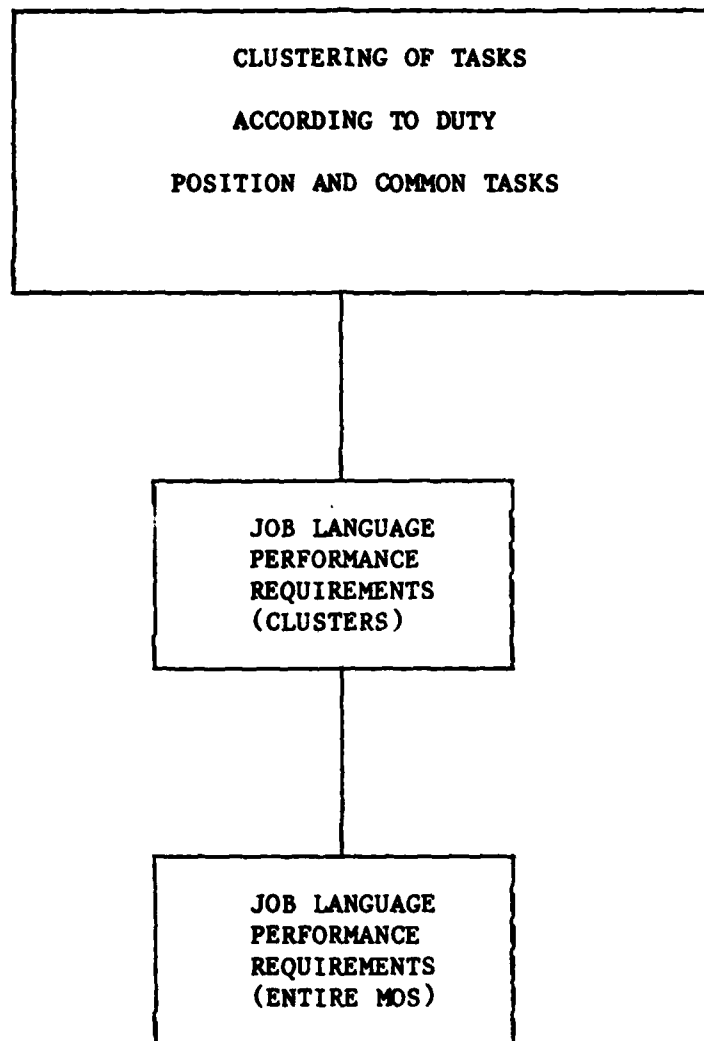 CLUSTERING OF TASKS
ACCORDING TO DUTY
POSITION AND COMMON TASKS
JOB LANGUAGE
PERFORMANCE
REQUIREMENTS
(CLUSTERS)
JOB LANGUAGE
PERFORMANCE
REQUIREMENTS
(ENTIRE MOS)